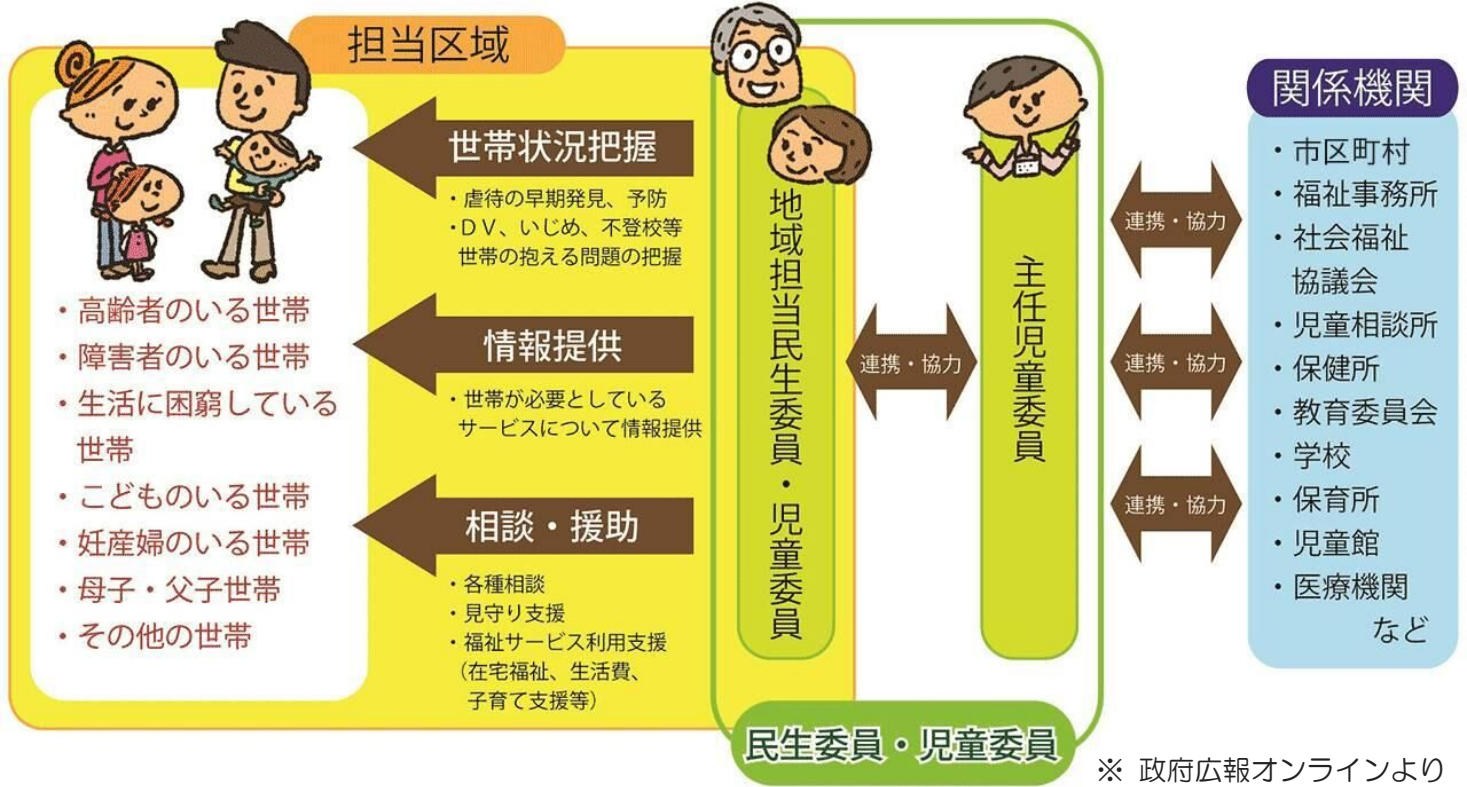 担当区域
・高齢者のいる世帯
・障害者のいる世帯
・生活に困窮している
世帯
・こどものいる世帯
・妊産婦のいる世帯
・母子・父子世帯
・その他の世帯
世帯状況把握
・虐待の早期発見、予防
・DV、いじめ、不登校等
世帯の抱える問題の把握
情報提供
・世帯が必要としている
サービスについて情報提供
相談・援助
・各種相談
・見守り支援
・福祉サービス利用支援
(在宅福祉、生活費、
子育て支援等)
地域担当民生委員・児童委員
連携・協力
主任児童委員
民生委員・児童委員
連携・協力
連携・協力
連携・協力
関係機関
・市区町村
・福祉事務所
・社会福祉
協議会
・児童相談所
・保健所
・教育委員会
・学校
・保育所
・児童館
・医療機関
など
※ 政府広報オンラインより